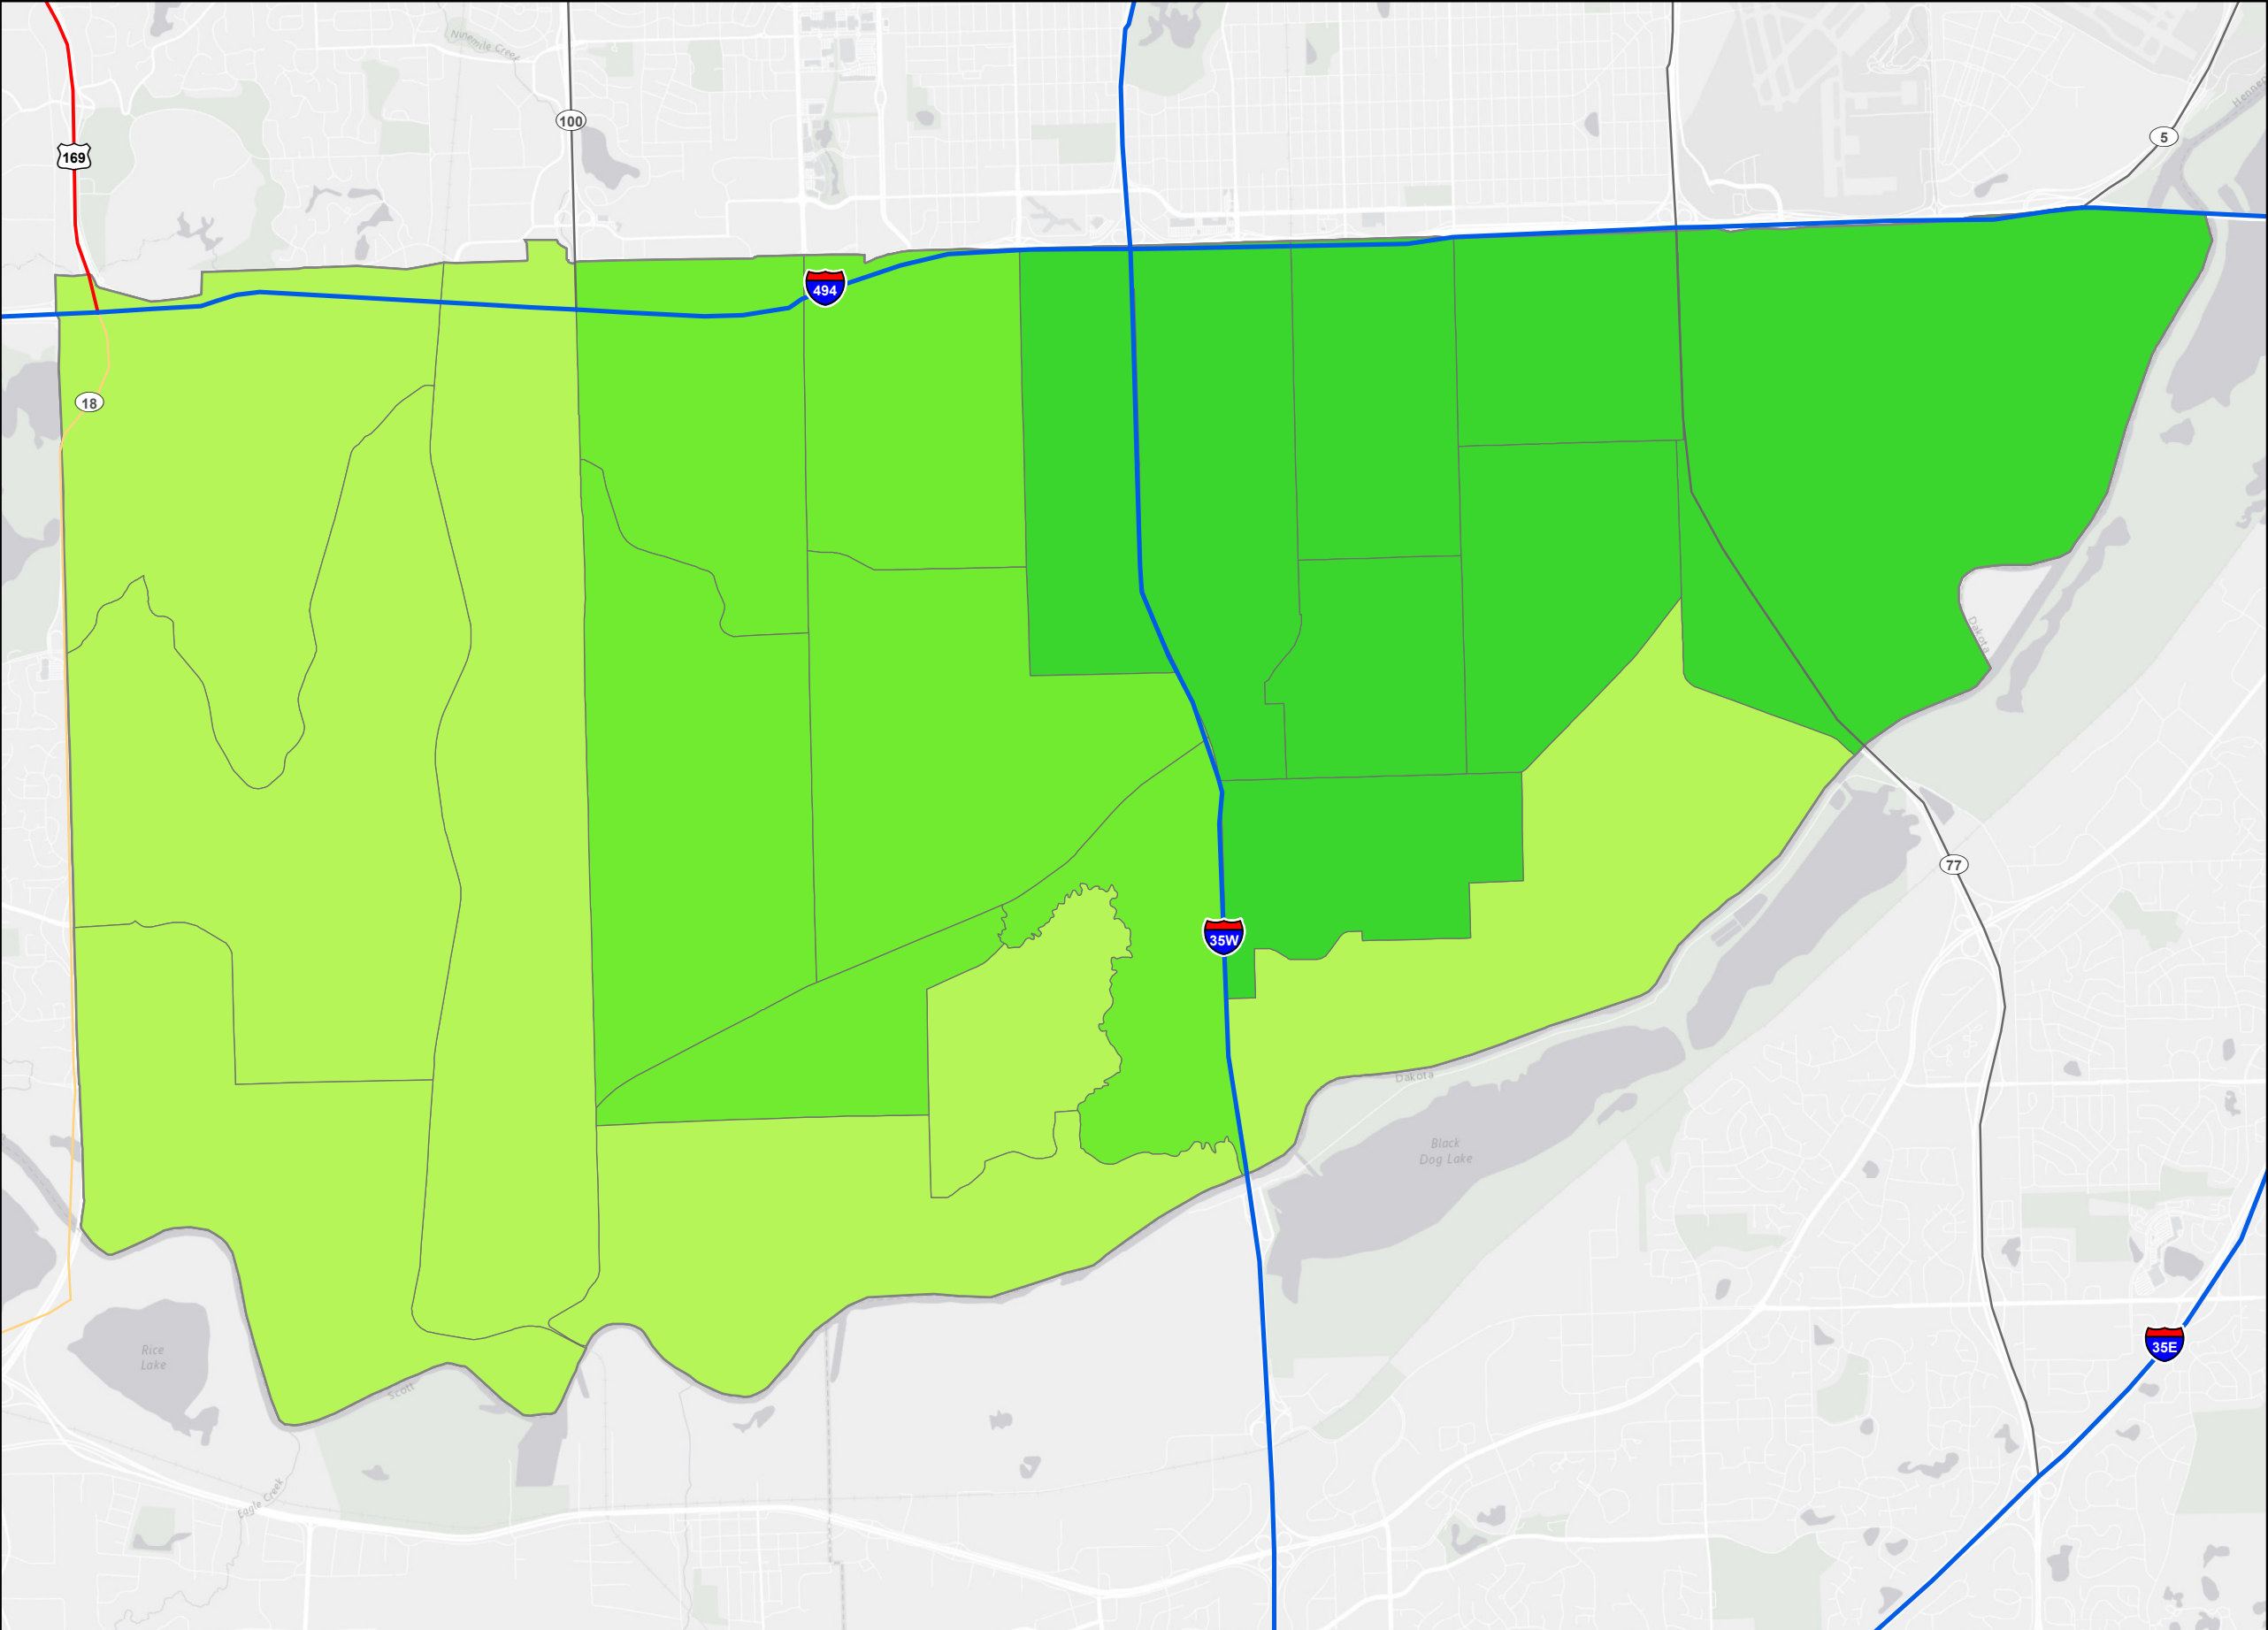 Ninemile Creek
100
5
169
494
18
Dakota
77
35W
Dakota
Black
Dog Lake
35E
Rice
Lake
Scott
Eagle Creek